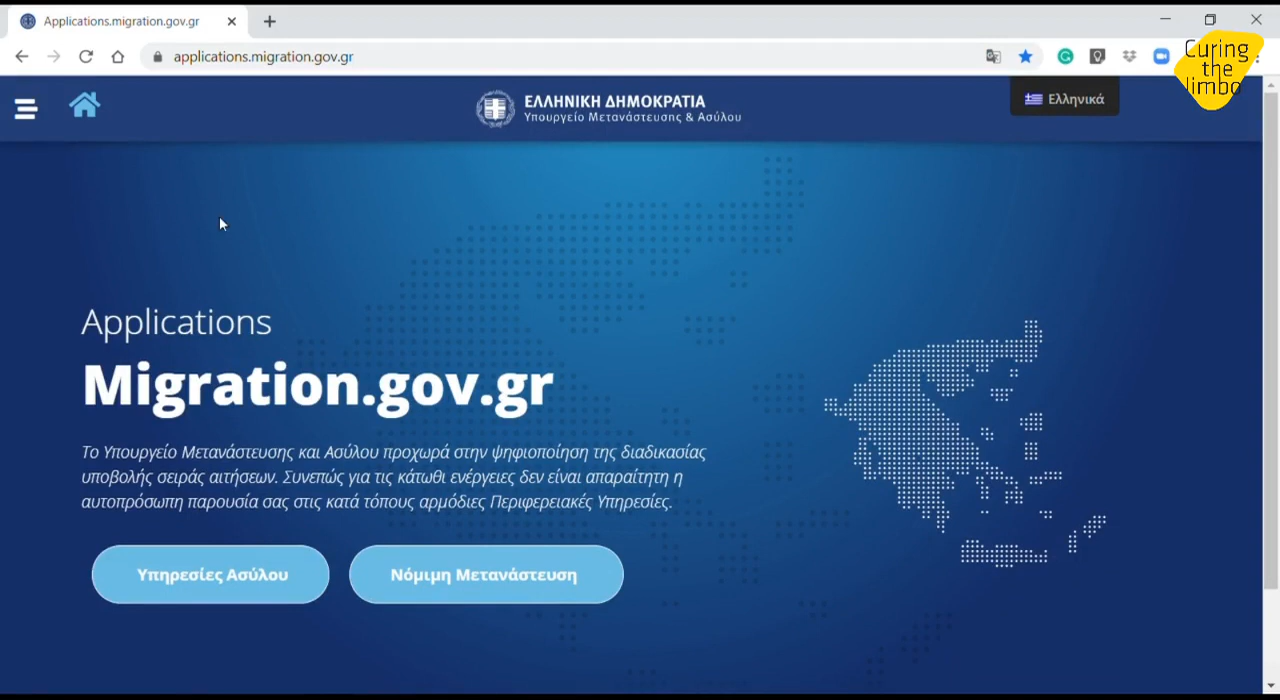 Applications.migration.gov.gr
applications.migration.gov.gr
Curing
the
limbo
ΕΛΛΗΝΙΚΗ ΔΗΜΟΚΡΑΤΙΑ
Υπουργείο Μετανάστευσης & Ασύλου
Ελληνικά
Applications
Migration.gov.gr
Το Υπουργείο Μετανάστευσης και Ασύλου προχωρά στην ψηφιοποίηση της διαδικασίας
υποβολής σειράς αιτήσεων. Συνεπώς για τις κάτωθι ενέργειες δεν είναι απαραίτητη η
αυτοπρόσωπη παρουσία σας στις κατά τόπους αρμόδιες Περιφερειακές Υπηρεσίες.
Υπηρεσίες Ασύλου
Νόμιμη Μετανάστευση